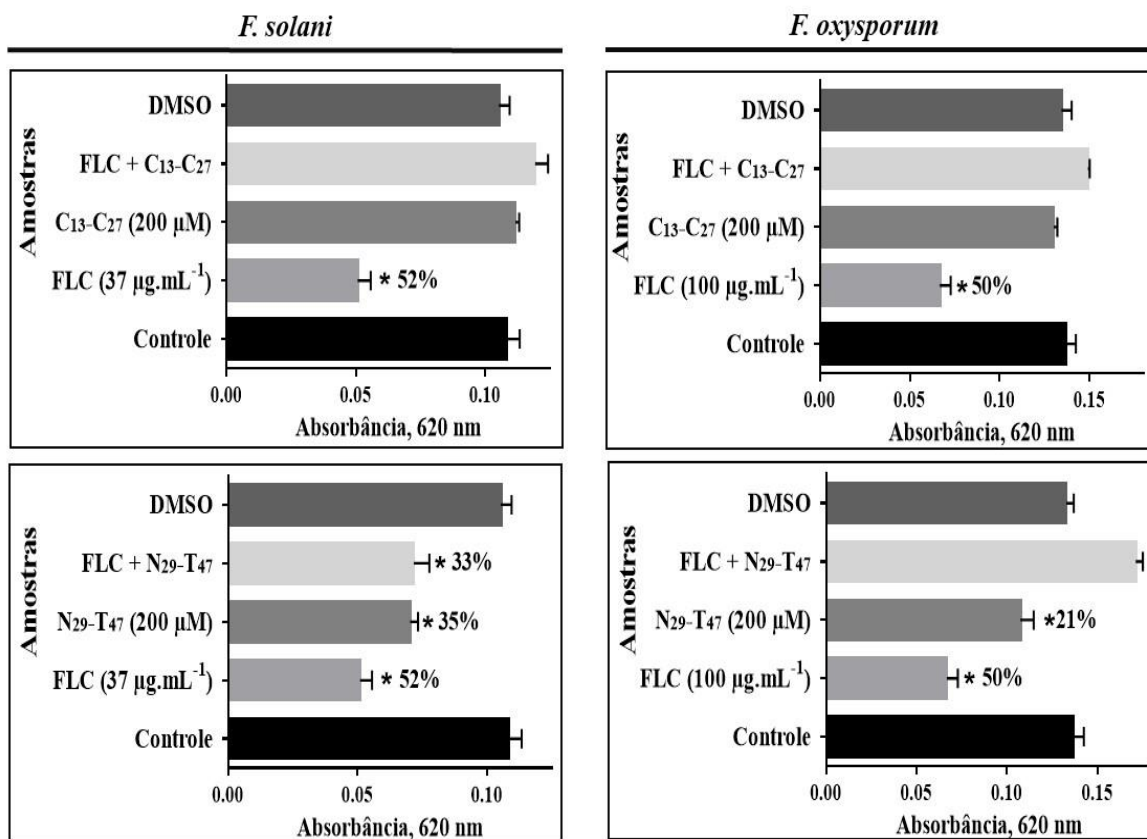 F. solani
F. oxysporum
Amostras
DMSO
FLC + C₁₃-C₂₇
C₁₃-C₂₇ (200 µM)
FLC (37 µg.mL⁻¹)
* 52%
Controle
0.00
0.05
0.10
Absorbância, 620 nm
Amostras
DMSO
FLC + C₁₃-C₂₇
C₁₃-C₂₇ (200 µM)
FLC (100 µg.mL⁻¹)
* 50%
Controle
0.00
0.05
0.10
0.15
Absorbância, 620 nm
Amostras
DMSO
FLC + N₂₉-T₄₇
* 33%
N₂₉-T₄₇ (200 µM)
* 35%
FLC (37 µg.mL⁻¹)
* 52%
Controle
0.00
0.05
0.10
Absorbância, 620 nm
Amostras
DMSO
FLC + N₂₉-T₄₇
N₂₉-T₄₇ (200 µM)
*21%
FLC (100 µg.mL⁻¹)
* 50%
Controle
0.00
0.05
0.10
0.15
Absorbância, 620 nm